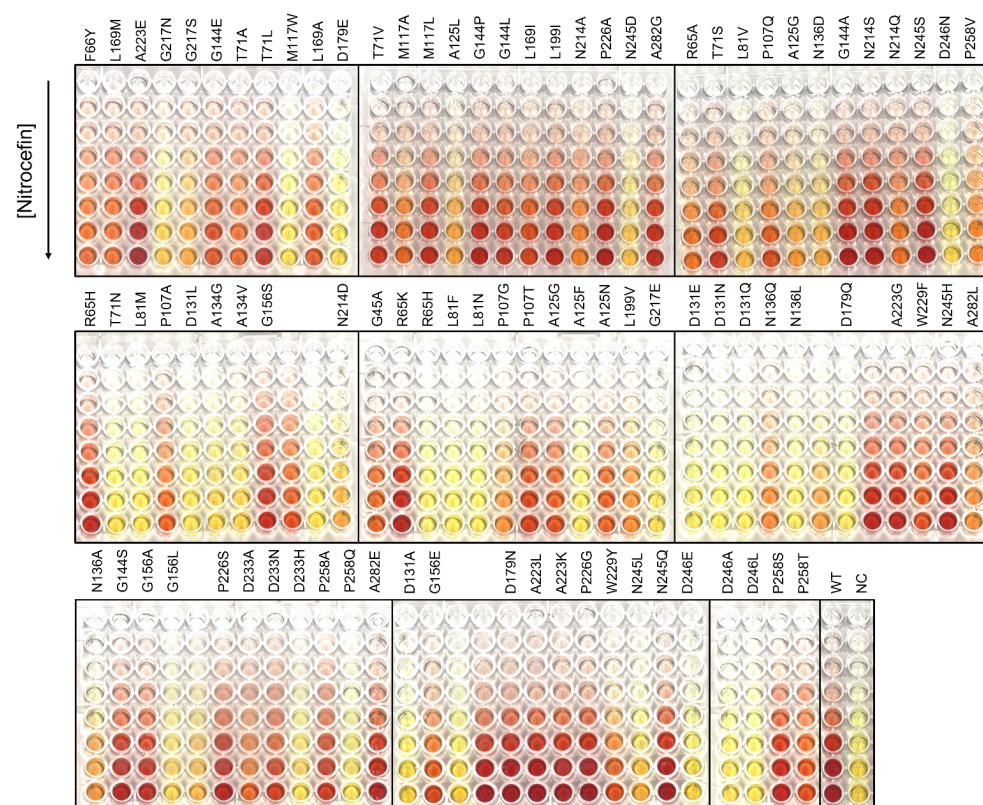 F66Y L169M A223E G217N G217S G144E T71A T71L M117W L169A D179E
T71V M117A M117L A125L G144P G144L L169I L199I N214A P226A N245D A282G
R65A T71S L81V P107Q A125G N136D G144A N214S N214Q N245S D246N P258V
[Nitrocefin]
R65H T71N L81M P107A D131L A134G A134V G156S N214D
G45A R65K R65H L81F L81N P107G P107T A125G A125F A125N L199V G217E
D131E D131N D131Q N136Q N136L D179Q A223G W229F N245H A282L
N136A G144S G156A G156L P226S D233A D233N D233H P258A P258Q A282E
D131A G156E D179N A223L A223K P226G W229Y N245L N245Q D246E
D246A D246L P258S P258T WT NC